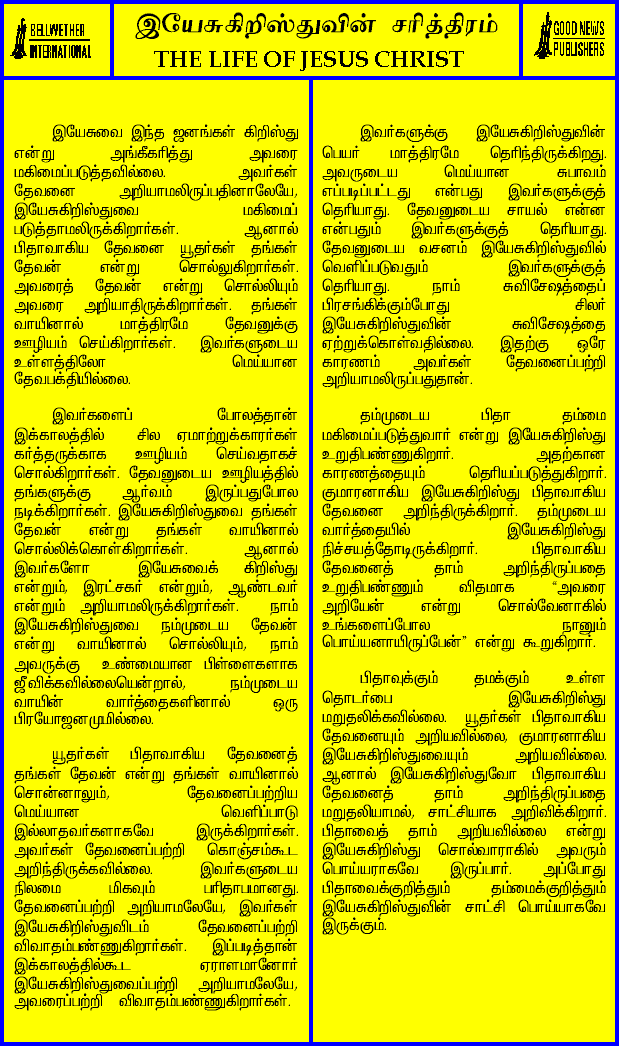 BELLWETHER
INTERNATIONAL
இயேசுகிறிஸ்துவின் சரித்திரம்
THE LIFE OF JESUS CHRIST
GOOD NEWS
PUBLISHERS
இயேசுவை இந்த ஜனங்கள் கிறிஸ்து
என்று அங்கீகரித்து அவரை
மகிமைப்படுத்தவில்லை. அவர்கள்
தேவனை அறியாமலிருப்பதினாலேயே,
இயேசுகிறிஸ்துவை மகிமைப்
படுத்தாமலிருக்கிறார்கள். ஆனால்
பிதாவாகிய தேவனை யூதர்கள் தங்கள்
தேவன் என்று சொல்லுகிறார்கள்.
அவரைத் தேவன் என்று சொல்லியும்
அவரை அறியாதிருக்கிறார்கள். தங்கள்
வாயினால் மாத்திரமே தேவனுக்கு
ஊழியம் செய்கிறார்கள். இவர்களுடைய
உள்ளத்திலோ மெய்யான
தேவபக்தியில்லை.
இவர்களைப் போலத்தான்
இக்காலத்தில் சில ஏமாற்றுக்காரர்கள்
கர்த்தருக்காக ஊழியம் செய்வதாகச்
சொல்கிறார்கள். தேவனுடைய ஊழியத்தில்
தங்களுக்கு ஆர்வம் இருப்பதுபோல
நடிக்கிறார்கள். இயேசுகிறிஸ்துவை தங்கள்
தேவன் என்று தங்கள் வாயினால்
சொல்லிக்கொள்கிறார்கள். ஆனால்
இவர்களோ இயேசுவைக் கிறிஸ்து
என்றும், இரட்சகர் என்றும், ஆண்டவர்
என்றும் அறியாமலிருக்கிறார்கள். நாம்
இயேசுகிறிஸ்துவை நம்முடைய தேவன்
என்று வாயினால் சொல்லியும், நாம்
அவருக்கு உண்மையான பிள்ளைகளாக
ஜீவிக்கவில்லையென்றால், நம்முடைய
வாயின் வார்த்தைகளினால் ஒரு
பிரயோஜனமுமில்லை.
யூதர்கள் பிதாவாகிய தேவனைத்
தங்கள் தேவன் என்று தங்கள் வாயினால்
சொன்னாலும், தேவனைப்பற்றிய
மெய்யான வெளிப்பாடு
இல்லாதவர்களாகவே இருக்கிறார்கள்.
அவர்கள் தேவனைப்பற்றி கொஞ்சம்கூட
அறிந்திருக்கவில்லை. இவர்களுடைய
நிலமை மிகவும் பரிதாபமானது.
தேவனைப்பற்றி அறியாமலேயே, இவர்கள்
இயேசுகிறிஸ்துவிடம் தேவனைப்பற்றி
விவாதம்பண்ணுகிறார்கள். இப்படித்தான்
இக்காலத்தில்கூட ஏராளமானோர்
இயேசுகிறிஸ்துவைப்பற்றி அறியாமலேயே,
அவரைப்பற்றி விவாதம்பண்ணுகிறார்கள்.
இவர்களுக்கு இயேசுகிறிஸ்துவின்
பெயர் மாத்திரமே தெரிந்திருக்கிறது.
அவருடைய மெய்யான சுபாவம்
எப்படிப்பட்டது என்பது இவர்களுக்குத்
தெரியாது. தேவனுடைய சாயல் என்ன
என்பதும் இவர்களுக்குத் தெரியாது.
தேவனுடைய வசனம் இயேசுகிறிஸ்துவில்
வெளிப்படுவதும் இவர்களுக்குத்
தெரியாது. நாம் சுவிசேஷத்தைப்
பிரசங்கிக்கும்போது சிலர்
இயேசுகிறிஸ்துவின் சுவிசேஷத்தை
ஏற்றுக்கொள்வதில்லை. இதற்கு ஒரே
காரணம் அவர்கள் தேவனைப்பற்றி
அறியாமலிருப்பதுதான்.
தம்முடைய பிதா தம்மை
மகிமைப்படுத்துவார் என்று இயேசுகிறிஸ்து
உறுதிபண்ணுகிறார். அதற்கான
காரணத்தையும் தெரியப்படுத்துகிறார்.
குமாரனாகிய இயேசுகிறிஸ்து பிதாவாகிய
தேவனை அறிந்திருக்கிறார். தம்முடைய
வார்த்தையில் இயேசுகிறிஸ்து
நிச்சயத்தோடிருக்கிறார். பிதாவாகிய
தேவனைத் தாம் அறிந்திருப்பதை
உறுதிபண்ணும் விதமாக “அவரை
அறியேன் என்று சொல்வேனாகில்
உங்களைப்போல நானும்
பொய்யனாயிருப்பேன்” என்று கூறுகிறார்.
பிதாவுக்கும் தமக்கும் உள்ள
தொடர்பை இயேசுகிறிஸ்து
மறுதலிக்கவில்லை. யூதர்கள் பிதாவாகிய
தேவனையும் அறியவில்லை, குமாரனாகிய
இயேசுகிறிஸ்துவையும் அறியவில்லை.
ஆனால் இயேசுகிறிஸ்துவோ பிதாவாகிய
தேவனைத் தாம் அறிந்திருப்பதை
மறுதலியாமல், சாட்சியாக அறிவிக்கிறார்.
பிதாவைத் தாம் அறியவில்லை என்று
இயேசுகிறிஸ்து சொல்வாராகில் அவரும்
பொய்யராகவே இருப்பார். அப்போது
பிதாவைக்குறித்தும் தம்மைக்குறித்தும்
இயேசுகிறிஸ்துவின் சாட்சி பொய்யாகவே
இருக்கும்.